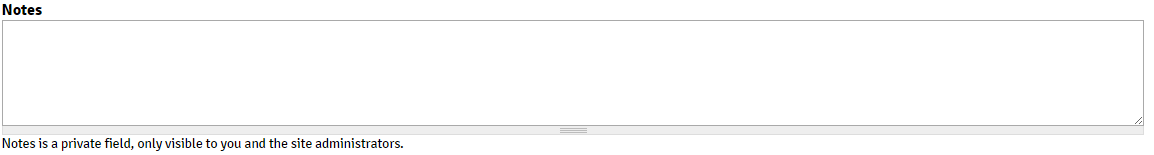 Notes
Notes is a private field, only visible to you and the site administrators.